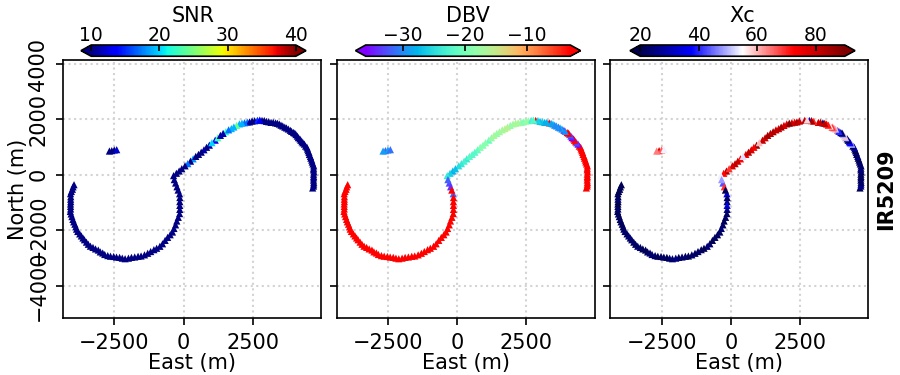 SNR
10 20 30 40
DBV
−30 −20 −10
Xc
20 40 60 80
North (m)
4000
2000
0
−2000
−4000
−2500 0 2500
East (m)
−2500 0 2500
East (m)
−2500 0 2500
East (m)
IR5209